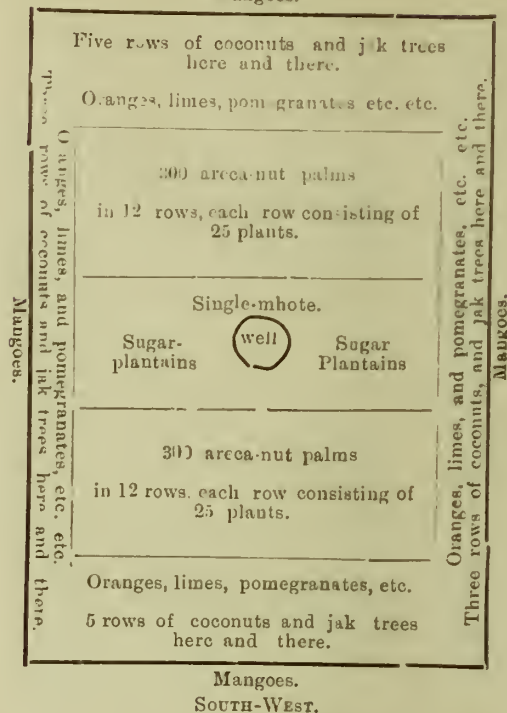 Mangoes.
Five rows of coconuts and jak trees
here and there.
Oranges, limes, pomegranates etc. etc.
300 areca-nut palms
in 12 rows, each row consisting of
25 plants.
Single-mhote.
Sugar-
plantains
well
Sugar
Plantains
300 areca-nut palms
in 12 rows. each row consisting of
25 plants.
Oranges, limes, pomegranates, etc.
5 rows of coconuts and jak trees
here and there.
Mangoes.
SOUTH-WEST.
Mangoes.
Three rows of coconuts and jak trees here and there.
Oranges, limes, and pomegranates, etc. etc.
Oranges, limes, and pomegranates, etc. etc.
Three rows of coconuts, and jak trees here and there.
Mangoes.